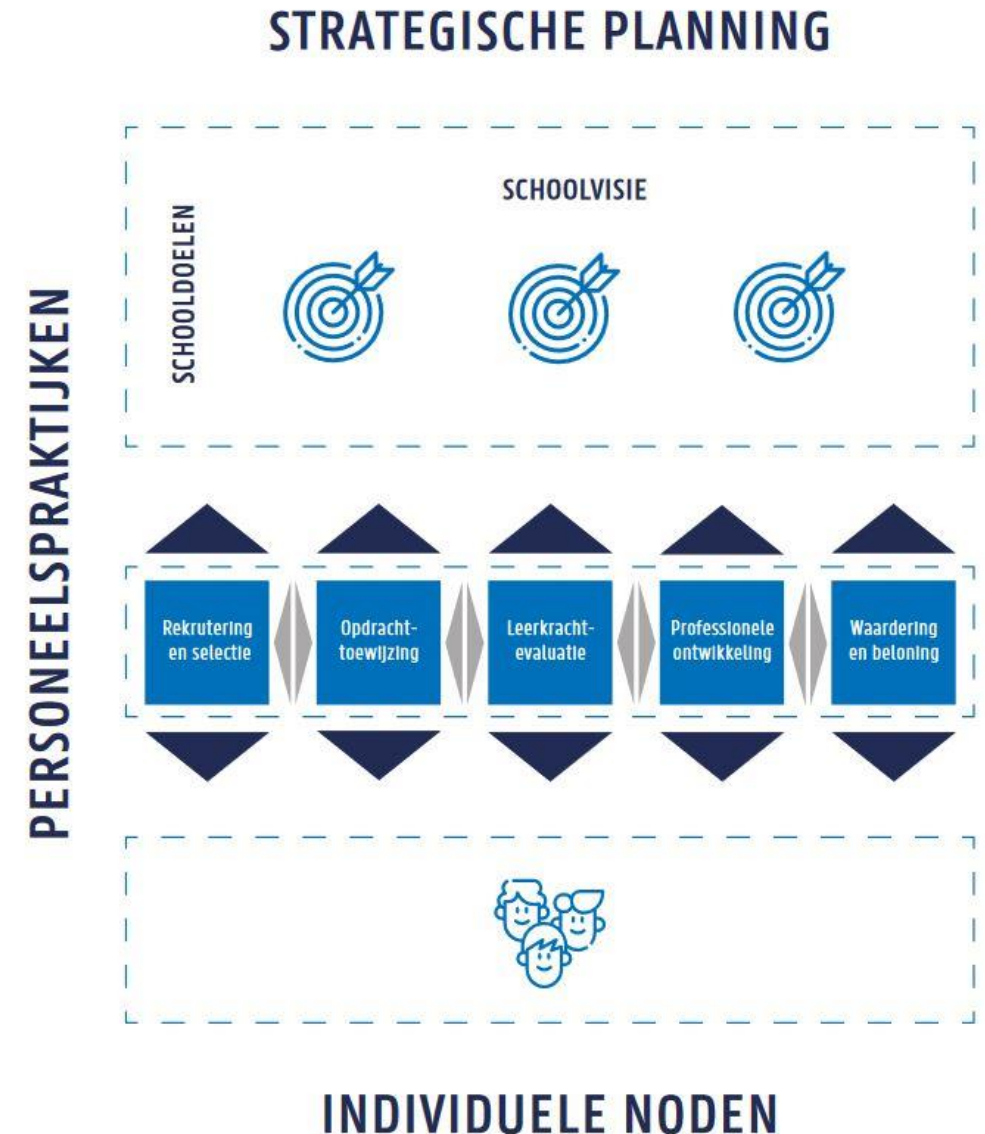 STRATEGISCHE PLANNING
SCHOOLVISIE
SCHOOLDOELEN
PERSONEELSPRAKTIJKEN
Rekrutering
en selectie
Opdracht-
toewijzing
Leerkracht-
evaluatie
Professionele
ontwikkeling
Waardering
en beloning
INDIVIDUELE NODEN